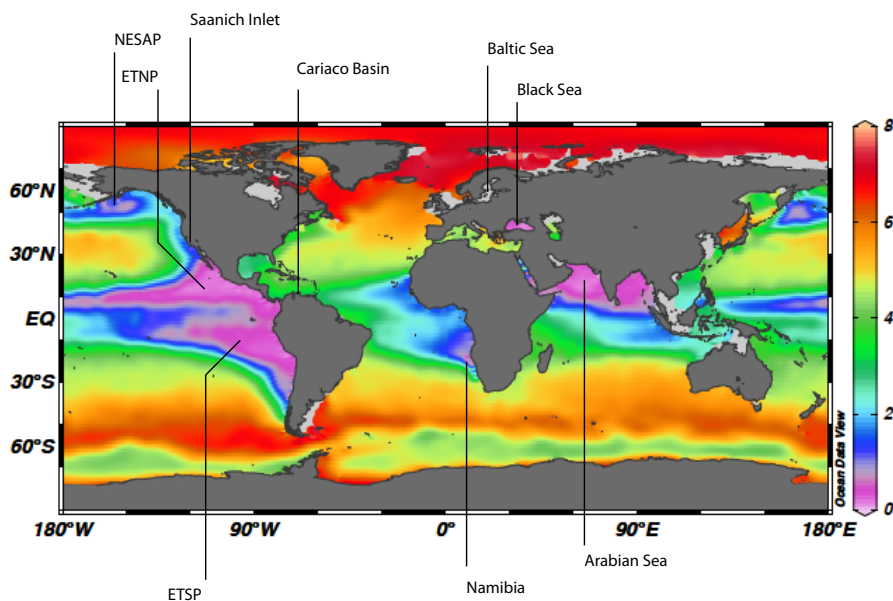 Saanich Inlet
NESAP
Baltic Sea
ETNP
Cariaco Basin
Black Sea
8
60°N
6
30°N
EQ
4
30°S
2
60°S
Ocean Data View
0
180°W
90°W
0°
90°E
180°E
Arabian Sea
ETSP
Namibia